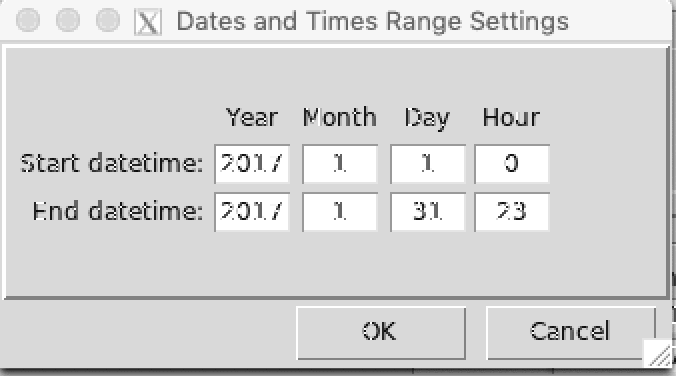 Dates and Times Range Settings
Year Month Day Hour
Start datetime: 2017 1 1 0
End datetime: 2017 1 31 23
OK Cancel